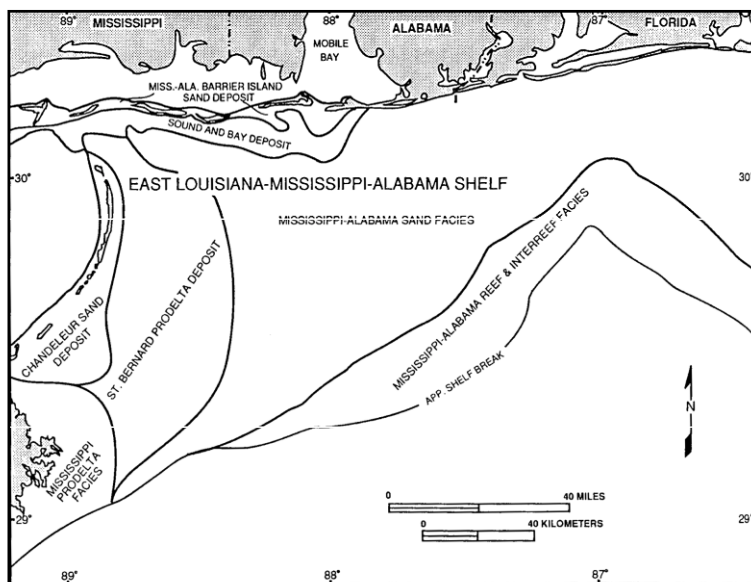 89°
88°
87°
MISSISSIPPI
ALABAMA
FLORIDA
MOBILE
BAY
MISS.-ALA. BARRIER ISLAND
SAND DEPOSIT
SOUND AND BAY DEPOSIT
30°
30°
EAST LOUISIANA-MISSISSIPPI-ALABAMA SHELF
MISSISSIPPI-ALABAMA SAND FACIES
CHANDELEUR SAND
DEPOSIT
ST. BERNARD PRODELTA DEPOSIT
MISSISSIPPI-ALABAMA REEF & INTERREEF FACIES
APP. SHELF BREAK
N
MISSISSIPPI
PRODELTA
FACIES
0
40 MILES
0
40 KILOMETERS
29°
29°
89°
88°
87°